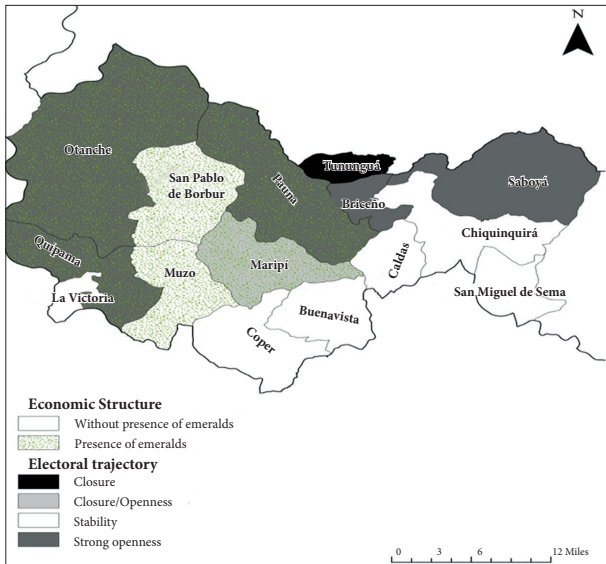 N
Otanche
San Pablo
de Borbur
Pauna
Tununguá
Briceño
Saboyá
Chiquinquirá
Caldas
San Miguel de Sema
Quípama
La Victoria
Muzo
Maripí
Buenavista
Coper
Economic Structure
Without presence of emeralds
Presence of emeralds
Electoral trajectory
Closure
Closure/Openness
Stability
Strong openness
0 3 6 12 Miles